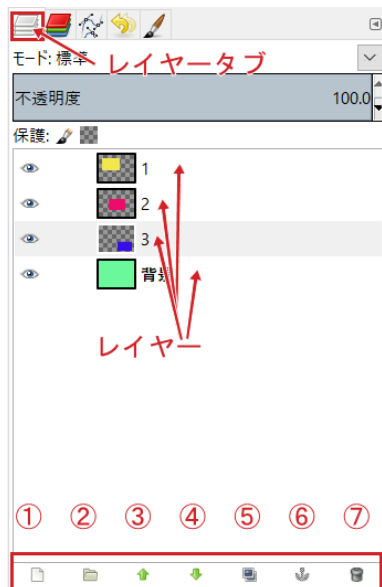 レイヤータブ
モード: 標準
不透明度 100.0
保護:
1
2
3
背景
レイヤー
① ② ③ ④ ⑤ ⑥ ⑦